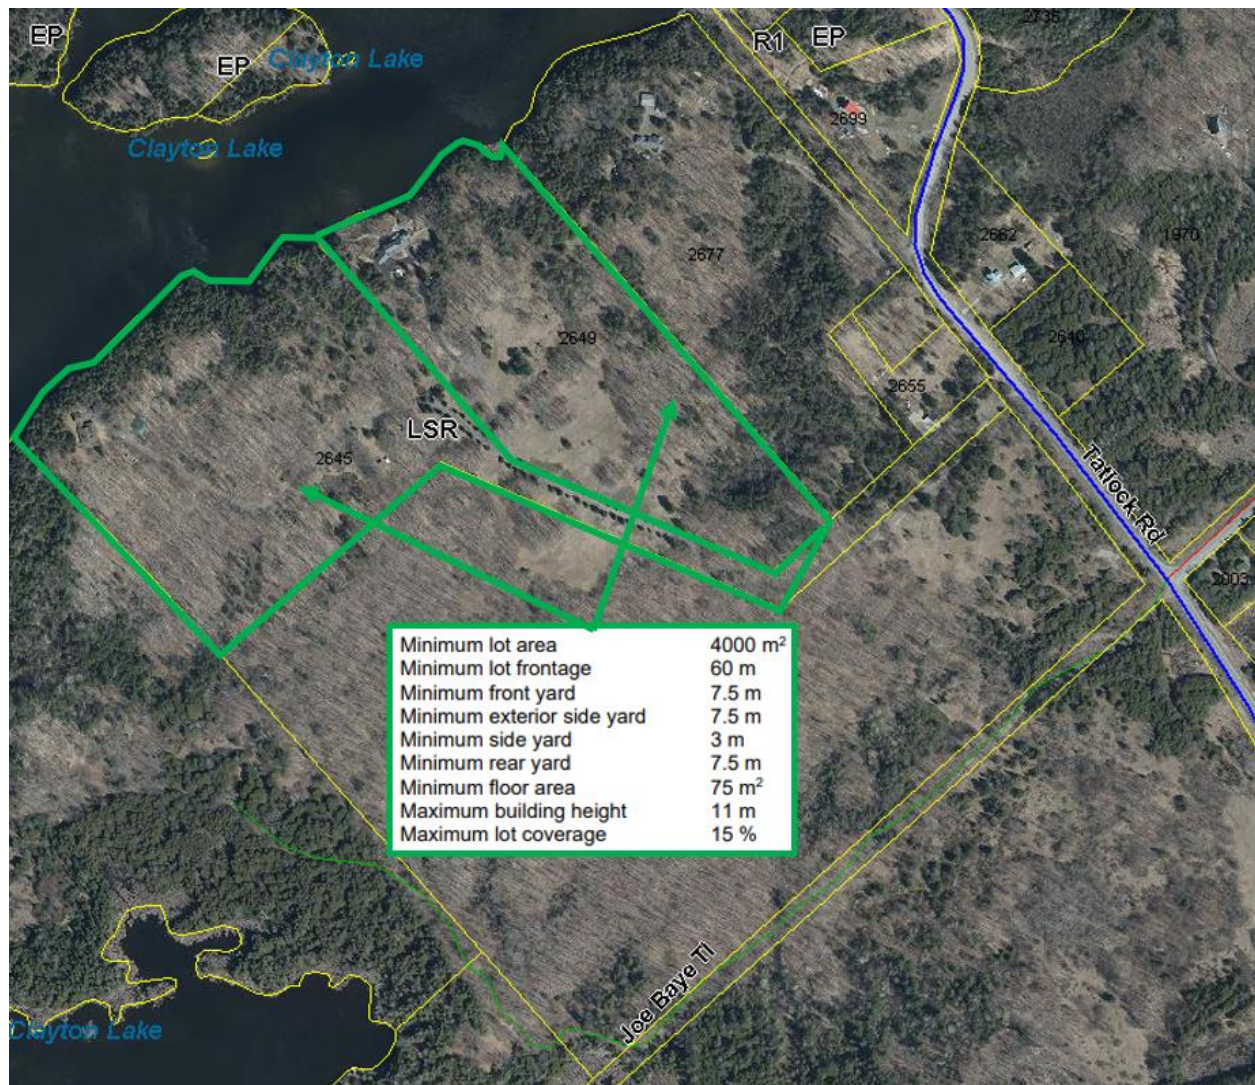 EP
EP
Clayton Lake
R1
EP
2735
Clayton Lake
2699
2677
2662
1970
2649
2640
2655
LSR
2645
Tatlock Rd
2003
Minimum lot area 4000 m²
Minimum lot frontage 60 m
Minimum front yard 7.5 m
Minimum exterior side yard 7.5 m
Minimum side yard 3 m
Minimum rear yard 7.5 m
Minimum floor area 75 m²
Maximum building height 11 m
Maximum lot coverage 15 %
Joe Baye Tl
Clayton Lake